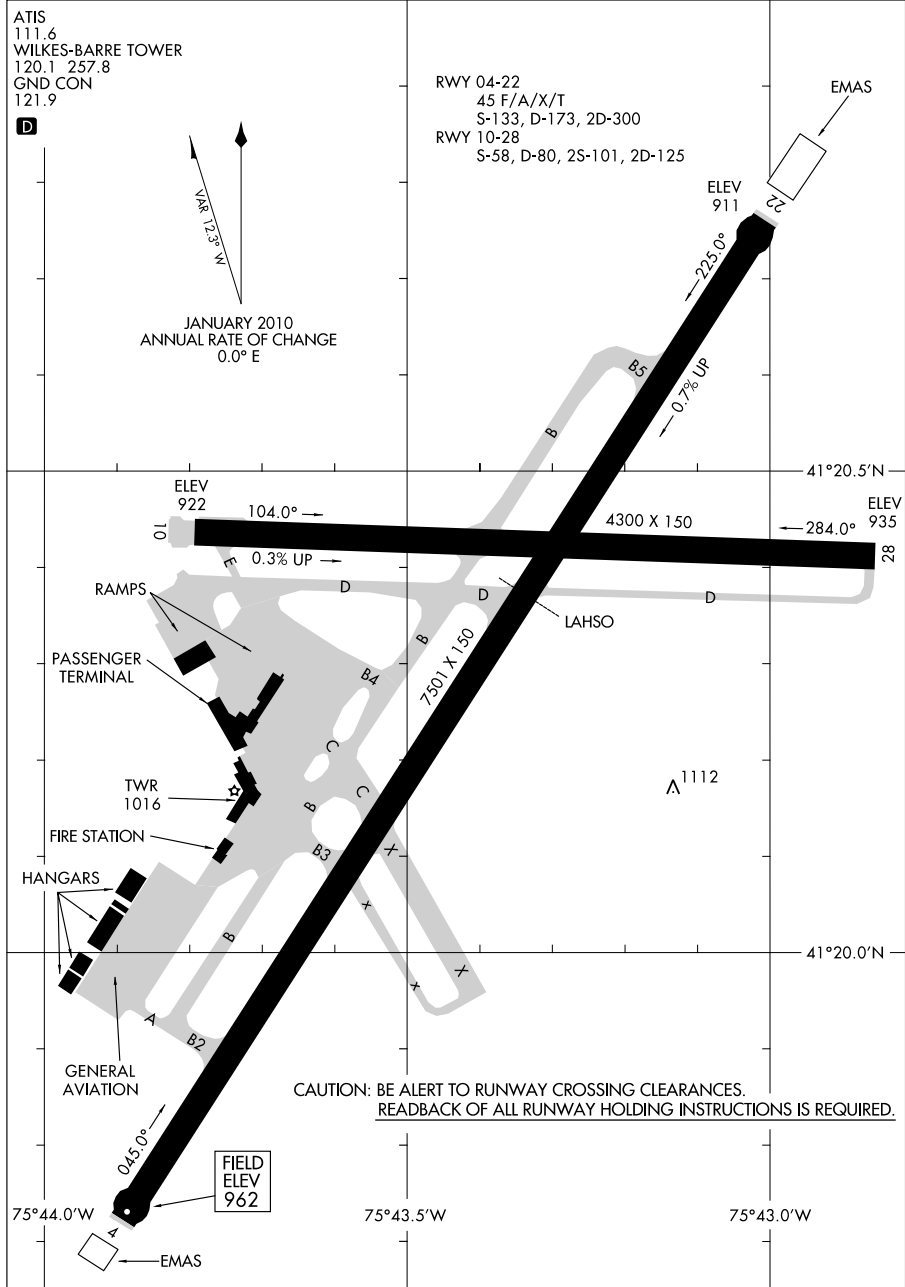 ATIS
111.6
WILKES-BARRE TOWER
120.1 257.8
GND CON
121.9
D
RWY 04-22
45 F/A/X/T
S-133, D-173, 2D-300
RWY 10-28
S-58, D-80, 2S-101, 2D-125
EMAS
VAR 12.3° W
JANUARY 2010
ANNUAL RATE OF CHANGE
0.0° E
ELEV
911
22
225.0°
0.7% UP
B5
B
41°20.5'N
ELEV
922
10
104.0°
0.3% UP
4300 X 150
284.0°
ELEV
935
28
E
D
D
D
LAHSO
RAMPS
PASSENGER
TERMINAL
B
B4
7501 X 150
C
C
TWR
1016
1112
B
FIRE STATION
B3
X
X
HANGARS
B
X
X
41°20.0'N
A
B2
GENERAL
AVIATION
CAUTION: BE ALERT TO RUNWAY CROSSING CLEARANCES.
READBACK OF ALL RUNWAY HOLDING INSTRUCTIONS IS REQUIRED.
045.0°
FIELD
ELEV
962
75°44.0'W
75°43.5'W
75°43.0'W
4
EMAS